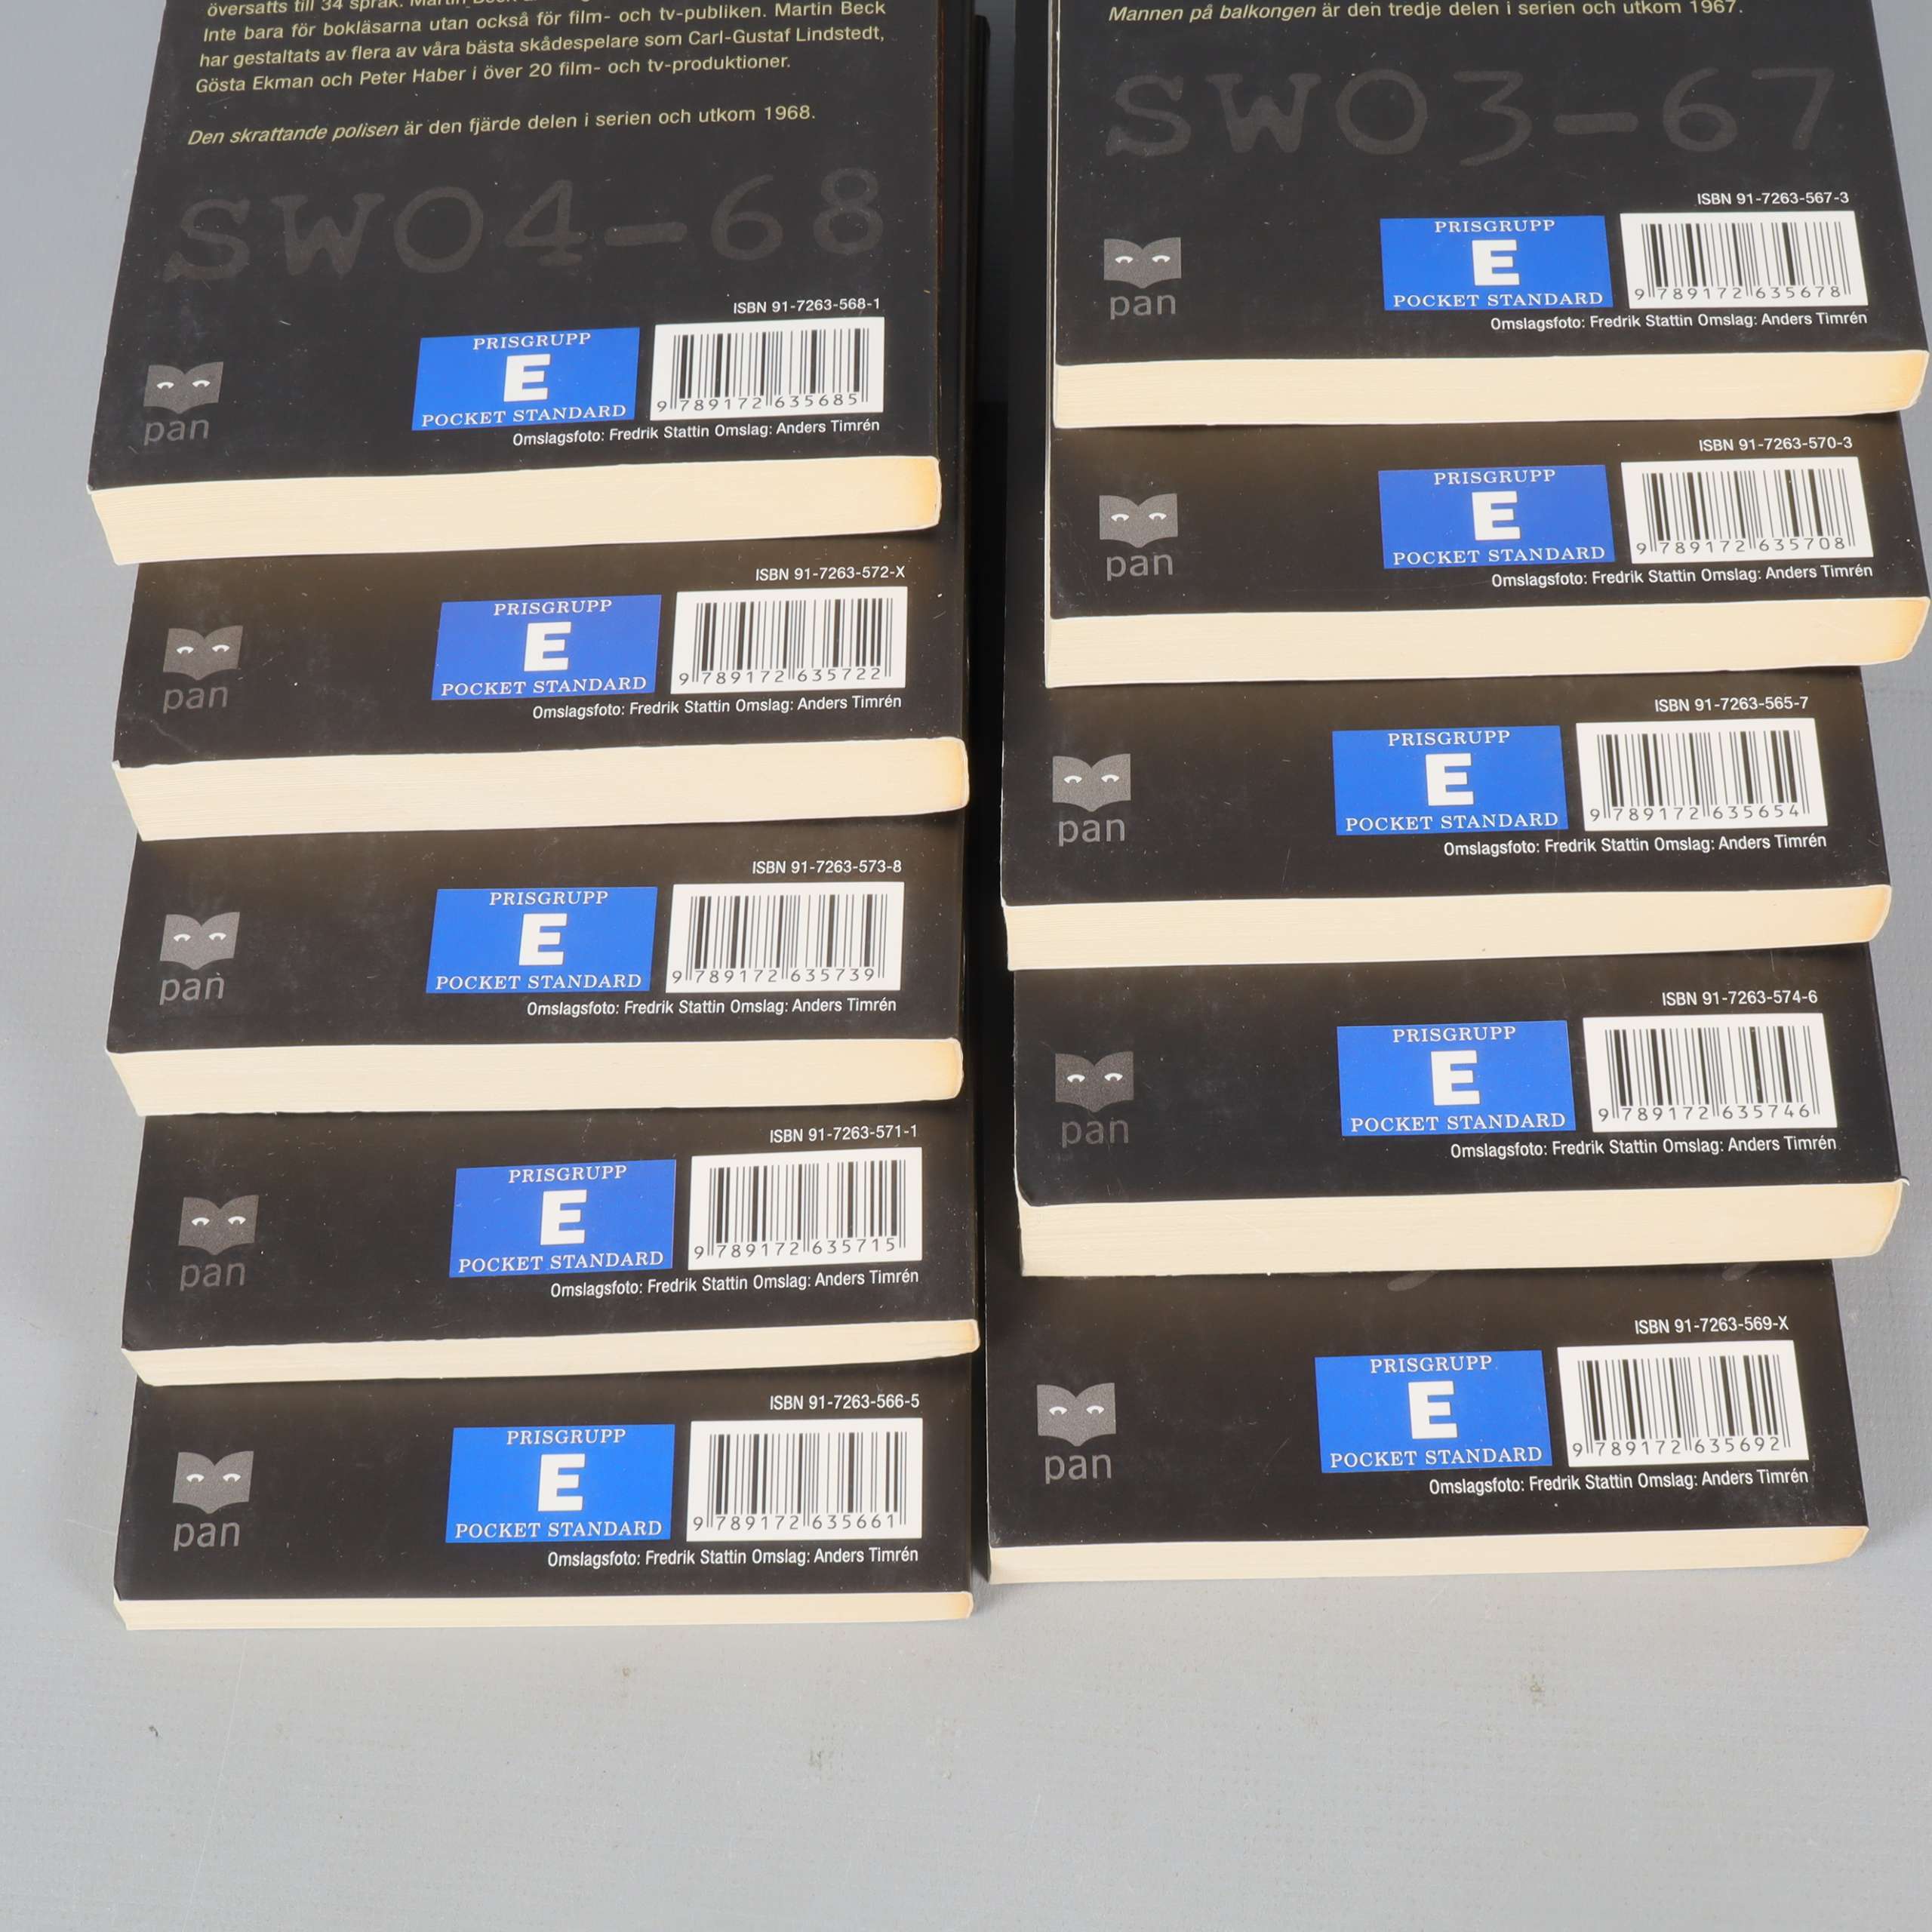 översatts till 34 språk. Martin
Inte bara för bokläsarna utan också för film- och tv-publiken. Martin Beck
har gestaltats av flera av våra bästa skådespelare som Carl-Gustaf Lindstedt,
Gösta Ekman och Peter Haber i över 20 film- och tv-produktioner.
Den skrattande polisen är den fjärde delen i serien och utkom 1968.
SWO4-68
ISBN 91-7263-568-1
PRISGRUPP
E
POCKET STANDARD
9 789172 635685
pan
Omslagsfoto: Fredrik Stattin Omslag: Anders Timrén
ISBN 91-7263-572-X
PRISGRUPP
E
POCKET STANDARD
9 789172 635722
pan
Omslagsfoto: Fredrik Stattin Omslag: Anders Timrén
ISBN 91-7263-573-8
PRISGRUPP
E
POCKET STANDARD
9 789172 635739
pan
Omslagsfoto: Fredrik Stattin Omslag: Anders Timrén
ISBN 91-7263-571-1
PRISGRUPP
E
POCKET STANDARD
9 789172 635715
pan
Omslagsfoto: Fredrik Stattin Omslag: Anders Timrén
ISBN 91-7263-566-5
PRISGRUPP
E
POCKET STANDARD
9 789172 635661
pan
Omslagsfoto: Fredrik Stattin Omslag: Anders Timrén
Mannen på balkongen är den tredje delen i serien och utkom 1967.
SWO3-67
ISBN 91-7263-567-3
PRISGRUPP
E
POCKET STANDARD
9 789172 635678
pan
Omslagsfoto: Fredrik Stattin Omslag: Anders Timrén
ISBN 91-7263-570-3
PRISGRUPP
E
POCKET STANDARD
9 789172 635708
pan
Omslagsfoto: Fredrik Stattin Omslag: Anders Timrén
ISBN 91-7263-565-7
PRISGRUPP
E
POCKET STANDARD
9 789172 635654
pan
Omslagsfoto: Fredrik Stattin Omslag: Anders Timrén
ISBN 91-7263-574-6
PRISGRUPP
E
POCKET STANDARD
9 789172 635746
pan
Omslagsfoto: Fredrik Stattin Omslag: Anders Timrén
ISBN 91-7263-569-X
PRISGRUPP
E
POCKET STANDARD
9 789172 635692
pan
Omslagsfoto: Fredrik Stattin Omslag: Anders Timrén